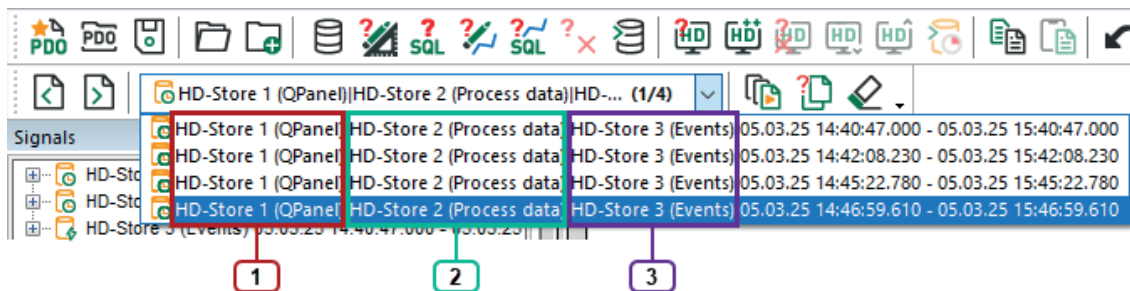 PDO PDO ? SQL ? SQL ? ? HD HD HD HD HD
HD-Store 1 (QPanel)|HD-Store 2 (Process data)|HD-... (1/4)
Signals
HD-Store 1 (QPanel) HD-Store 2 (Process data) HD-Store 3 (Events) 05.03.25 14:40:47.000 - 05.03.25 15:40:47.000
HD-Store 1 (QPanel) HD-Store 2 (Process data) HD-Store 3 (Events) 05.03.25 14:42:08.230 - 05.03.25 15:42:08.230
HD-Store 1 (QPanel) HD-Store 2 (Process data) HD-Store 3 (Events) 05.03.25 14:45:22.780 - 05.03.25 15:45:22.780
HD-Store 1 (QPanel) HD-Store 2 (Process data) HD-Store 3 (Events) 05.03.25 14:46:59.610 - 05.03.25 15:46:59.610
HD-Sto
HD-Sto
HD-Store 3 (Events) 05.03.25 14:40:47.000 - 05.03.25
1 2 3